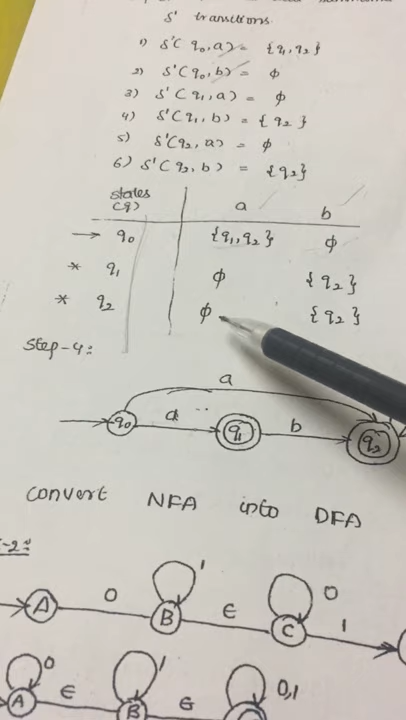 S' transitions.
1) S'(q0,a) = {q1,q2}
2) S'(q0,b) = ϕ
3) S'(q1,a) = ϕ
4) S'(q1,b) = {q2}
5) S'(q2,a) = ϕ
6) S'(q2,b) = {q2}
states
(q) a b
→ q0 {q1,q2} ϕ
* q1 ϕ {q2}
* q2 ϕ {q2}
Step-4:
a
q0 a q1 b q2
convert NFA into DFA
-2:
1 0
A 0 B ϵ C 1
0 1 0,1
A ϵ B ϵ